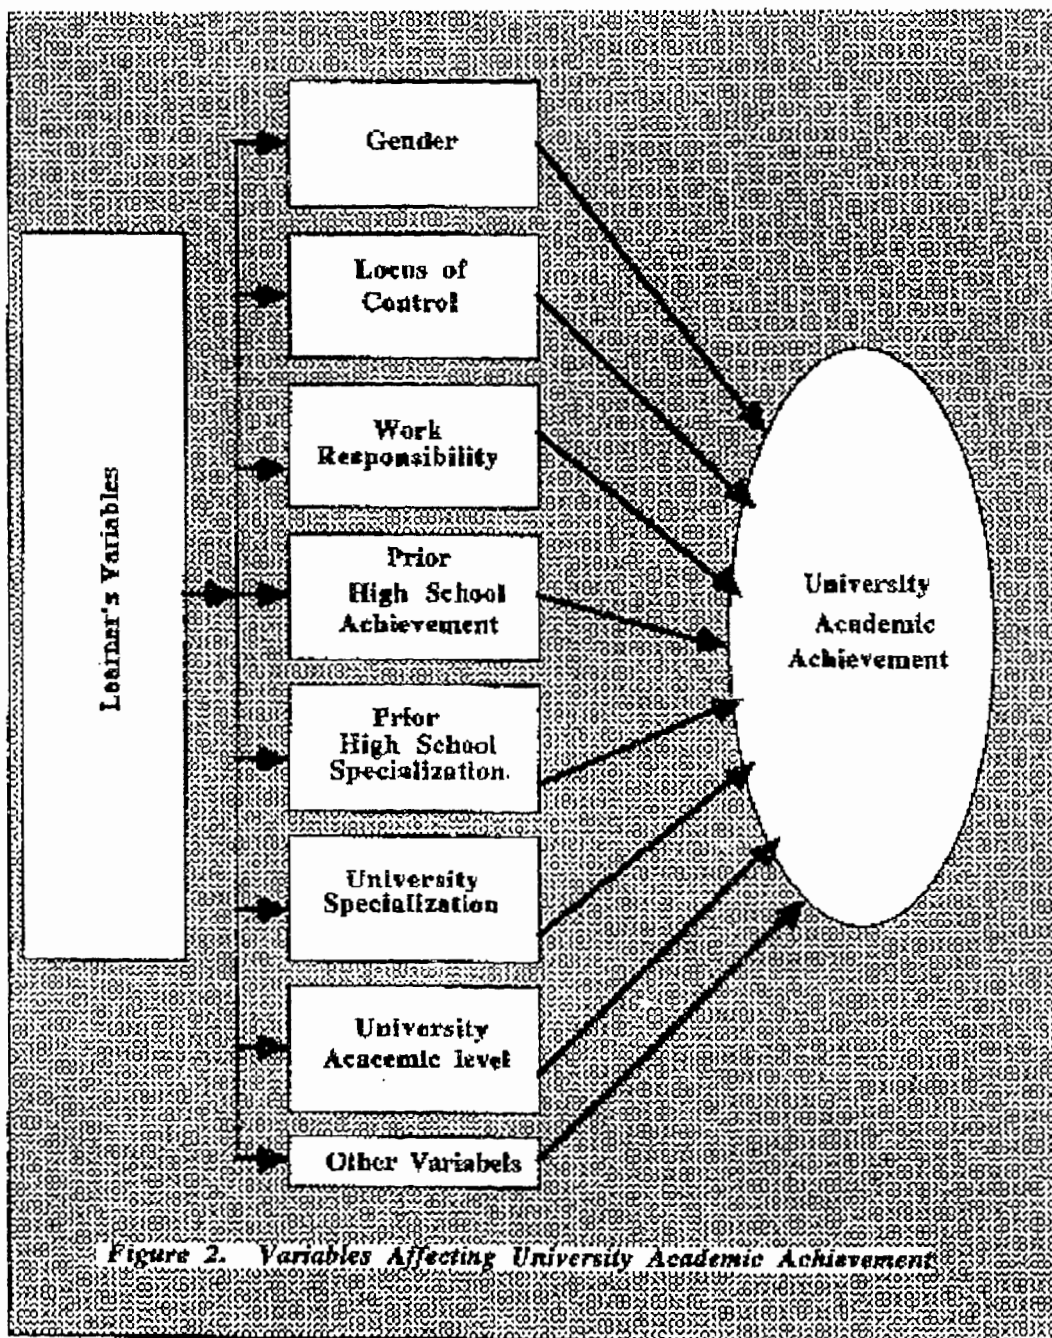 Gender
Locus of
Control
Work
Responsibility
Prior
High School
Achievement
Prior
High School
Specialization.
University
Specialization
University
Acacemic level
Other Variabels
Learner's Variables
University
Academic
Achievement
Figure 2. Variables Affecting University Academic Achievement